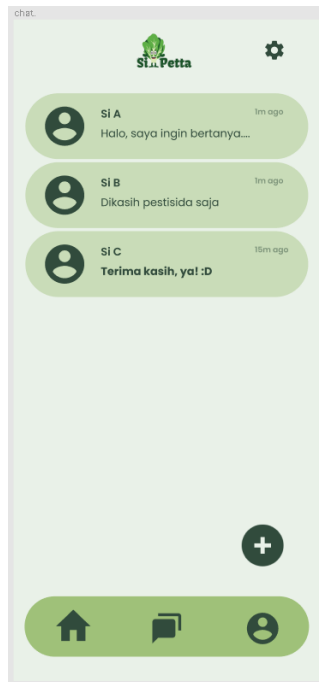 chat.
Si Petta
Si A
1m ago
Halo, saya ingin bertanya....
Si B
1m ago
Dikasih pestisida saja
Si C
15m ago
Terima kasih, ya! :D